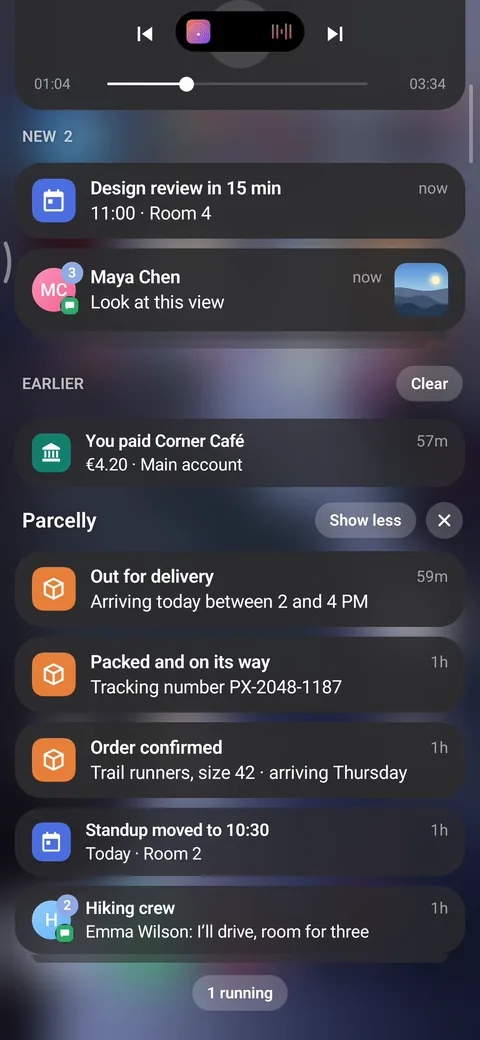 01:04
03:34
NEW 2
Design review in 15 min
now
11:00 · Room 4
MC
3
Maya Chen
now
Look at this view
EARLIER
Clear
You paid Corner Café
57m
€4.20 · Main account
Parcelly
Show less
Out for delivery
59m
Arriving today between 2 and 4 PM
Packed and on its way
1h
Tracking number PX-2048-1187
Order confirmed
1h
Trail runners, size 42 · arriving Thursday
Standup moved to 10:30
1h
Today · Room 2
H
2
Hiking crew
1h
Emma Wilson: I’ll drive, room for three
1 running